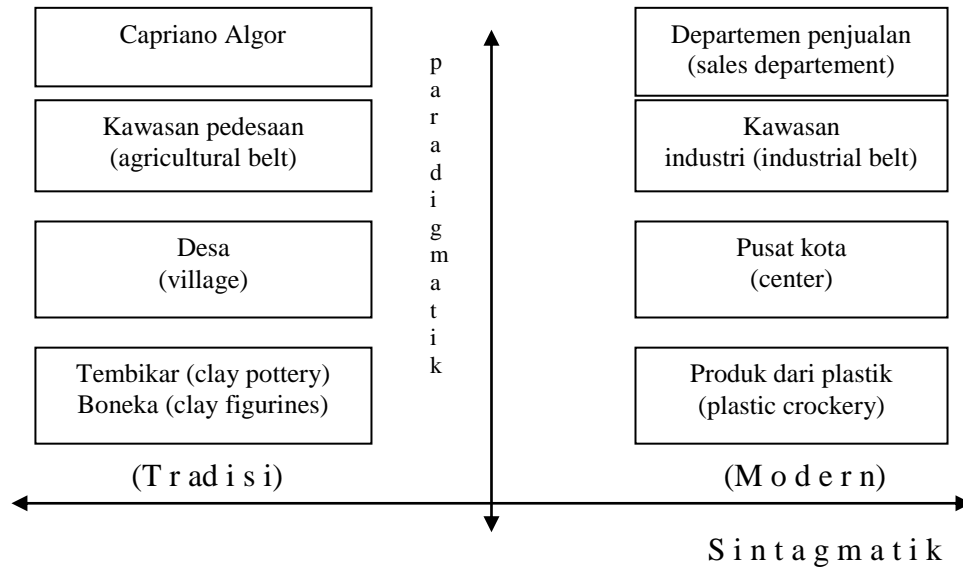 Capriano Algor
Kawasan pedesaan
(agricultural belt)
Desa
(village)
Tembikar (clay pottery)
Boneka (clay figurines)
(T r ad i s i)
paradigmatik
Departemen penjualan
(sales departement)
Kawasan
industri (industrial belt)
Pusat kota
(center)
Produk dari plastik
(plastic crockery)
(M o d e r n)
S i n t a g m a t i k